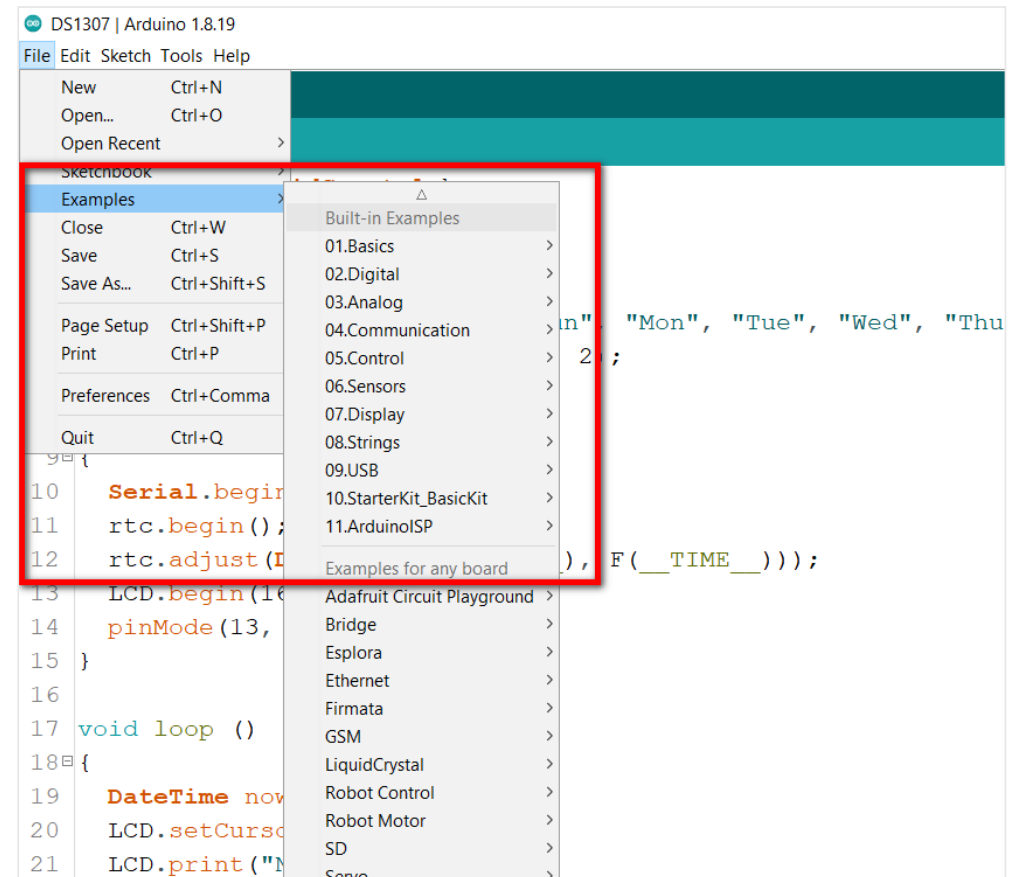 DS1307 | Arduino 1.8.19
File Edit Sketch Tools Help
New Ctrl+N
Open... Ctrl+O
Open Recent
Sketchbook
Examples
Close Ctrl+W
Save Ctrl+S
Save As... Ctrl+Shift+S
Page Setup Ctrl+Shift+P
Print Ctrl+P
Preferences Ctrl+Comma
Quit Ctrl+Q
Built-in Examples
01.Basics
02.Digital
03.Analog
04.Communication
05.Control
06.Sensors
07.Display
08.Strings
09.USB
10.StarterKit_BasicKit
11.ArduinoISP
Examples for any board
Adafruit Circuit Playground
Bridge
Esplora
Ethernet
Firmata
GSM
LiquidCrystal
Robot Control
Robot Motor
SD
Servo
un", "Mon", "Tue", "Wed", "Thu
2);
9 {
10 Serial.begin
11 rtc.begin();
12 rtc.adjust(D ), F(__TIME__)));
13 LCD.begin(16
14 pinMode(13,
15 }
16
17 void loop ()
18 {
19 DateTime now
20 LCD.setCurso
21 LCD.print("N